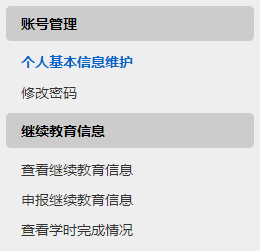 账号管理
个人基本信息维护
修改密码
继续教育信息
查看继续教育信息
申报继续教育信息
查看学时完成情况